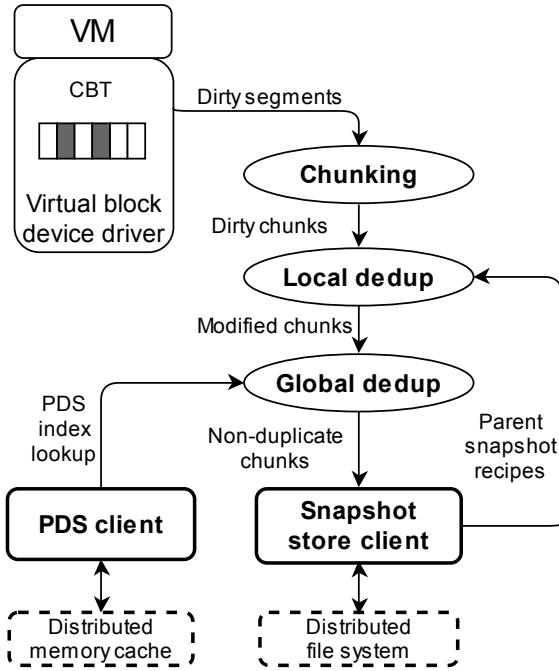 VM
CBT
Virtual block
device driver
Dirty segments
Chunking
Dirty chunks
Local dedup
Modified chunks
Global dedup
PDS
index
lookup
Non-duplicate
chunks
Parent
snapshot
recipes
PDS client
Snapshot
store client
Distributed
memory cache
Distributed
file system